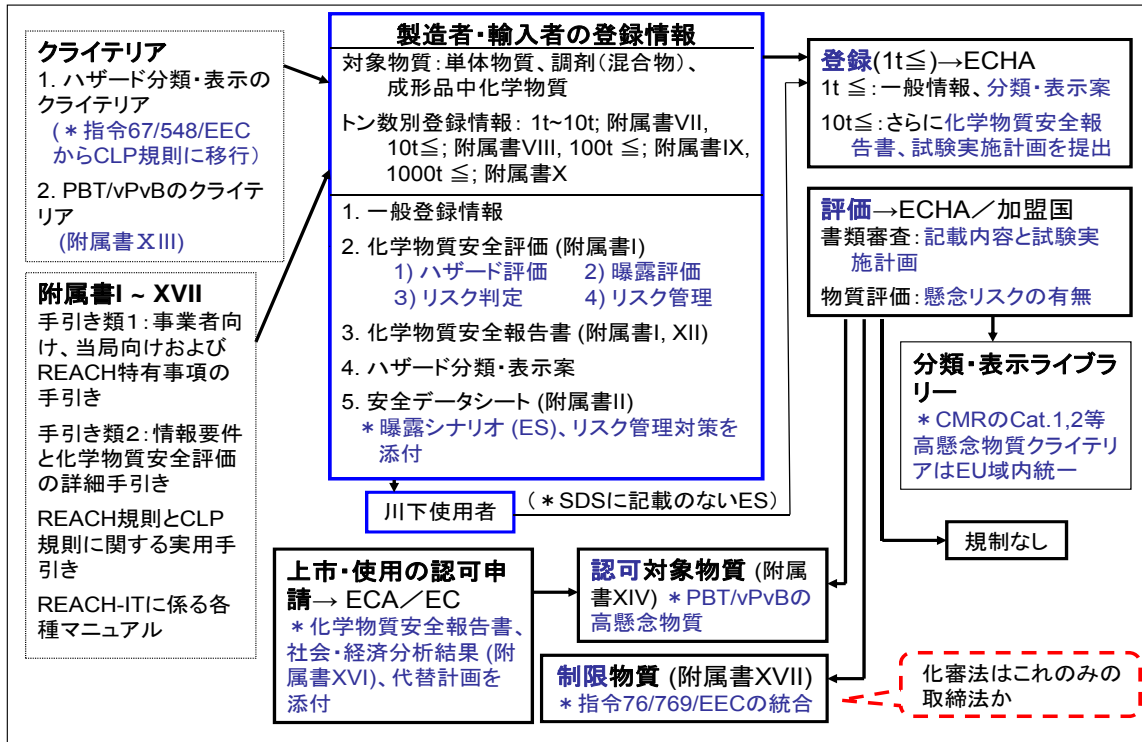 クライテリア
1. ハザード分類・表示の
クライテリア
(＊指令67/548/EEC
からCLP規則に移行)
2. PBT/vPvBのクライテ
リア
(附属書XIII)
附属書I ~ XVII
手引き類1：事業者向
け、当局向けおよび
REACH特有事項の
手引き
手引き類2：情報要件
と化学物質安全評価
の詳細手引き
REACH規則とCLP
規則に関する実用手
引き
REACH-ITに係る各
種マニュアル
製造者・輸入者の登録情報
対象物質：単体物質、調剤(混合物)、
成形品中化学物質
トン数別登録情報： 1t~10t; 附属書VII,
10t≦; 附属書VIII, 100t ≦; 附属書IX,
1000t ≦; 附属書X
1. 一般登録情報
2. 化学物質安全評価 (附属書I)
1) ハザード評価 2) 曝露評価
3) リスク判定 4) リスク管理
3. 化学物質安全報告書 (附属書I, XII)
4. ハザード分類・表示案
5. 安全データシート (附属書II)
＊曝露シナリオ (ES)、リスク管理対策を
添付
川下使用者
(＊SDSに記載のないES)
登録(1t≦)→ECHA
1t ≦：一般情報、分類・表示案
10t≦：さらに化学物質安全報
告書、試験実施計画を提出
評価→ECHA／加盟国
書類審査：記載内容と試験実
施計画
物質評価：懸念リスクの有無
分類・表示ライブラ
リー
＊CMRのCat.1,2等
高懸念物質クライテリ
アはEU域内統一
規制なし
上市・使用の認可申
請→ ECA／EC
＊化学物質安全報告書、
社会・経済分析結果 (附
属書XVI)、代替計画を
添付
認可対象物質 (附属
書XIV) ＊PBT/vPvBの
高懸念物質
制限物質 (附属書XVII)
＊指令76/769/EECの統合
化審法はこれのみの
取締法か